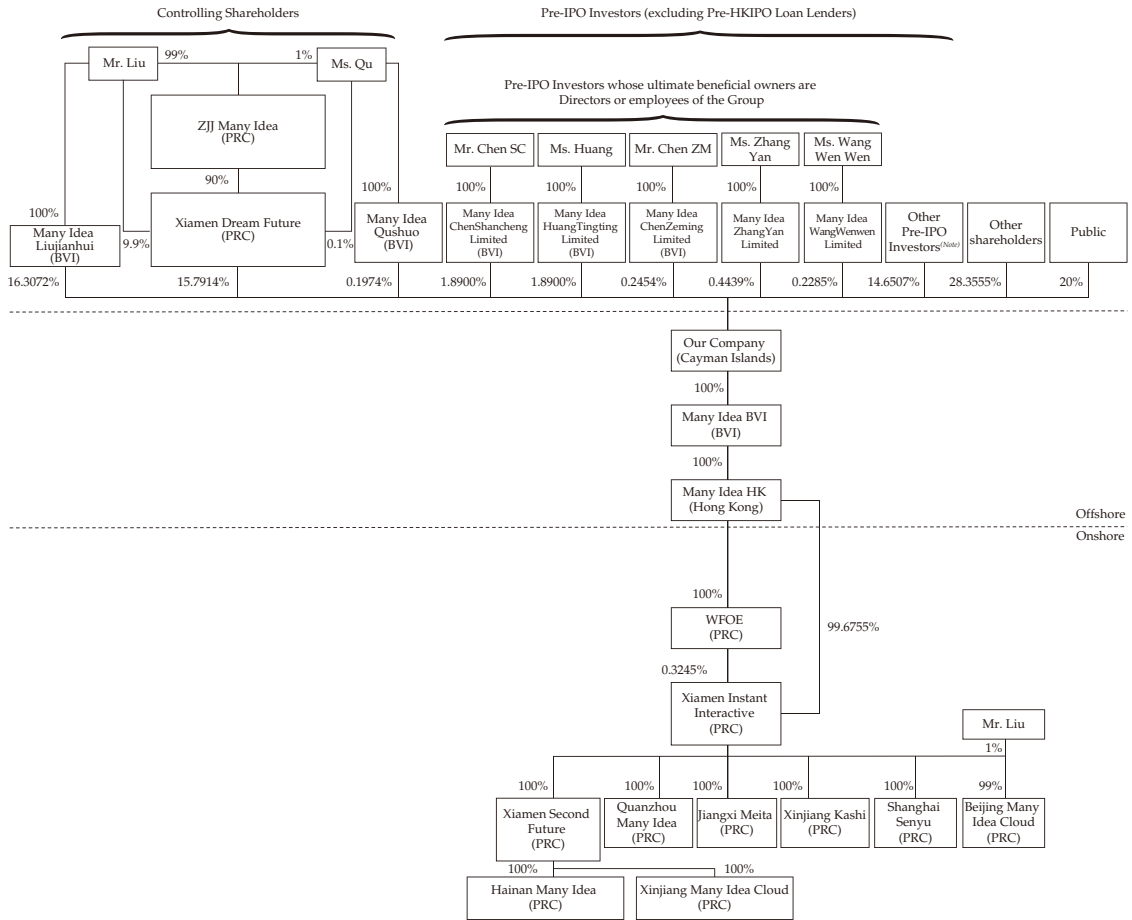 Controlling Shareholders
Pre-IPO Investors (excluding Pre-HKIPO Loan Lenders)
Mr. Liu
99%
1%
Ms. Qu
Pre-IPO Investors whose ultimate beneficial owners are
Directors or employees of the Group
ZJJ Many Idea
(PRC)
Mr. Chen SC
Ms. Huang
Mr. Chen ZM
Ms. Zhang
Yan
Ms. Wang
Wen Wen
90%
100%
100%
100%
100%
100%
100%
100%
Many Idea
Liujianhui
(BVI)
9.9%
Xiamen Dream Future
(PRC)
0.1%
Many Idea
Qushuo
(BVI)
Many Idea
ChenShancheng
Limited
(BVI)
Many Idea
HuangTingting
Limited
(BVI)
Many Idea
ChenZeming
Limited
(BVI)
Many Idea
ZhangYan
Limited
Many Idea
WangWenwen
Limited
Other
Pre-IPO
Investors(Note)
Other
shareholders
Public
16.3072%
15.7914%
0.1974%
1.8900%
1.8900%
0.2454%
0.4439%
0.2285%
14.6507%
28.3555%
20%
Our Company
(Cayman Islands)
100%
Many Idea BVI
(BVI)
100%
Many Idea HK
(Hong Kong)
Offshore
Onshore
100%
WFOE
(PRC)
99.6755%
0.3245%
Xiamen Instant
Interactive
(PRC)
Mr. Liu
1%
100%
100%
100%
100%
100%
99%
Xiamen Second
Future
(PRC)
Quanzhou
Many Idea
(PRC)
Jiangxi Meita
(PRC)
Xinjiang Kashi
(PRC)
Shanghai
Senyu
(PRC)
Beijing Many
Idea Cloud
(PRC)
100%
100%
Hainan Many Idea
(PRC)
Xinjiang Many Idea Cloud
(PRC)